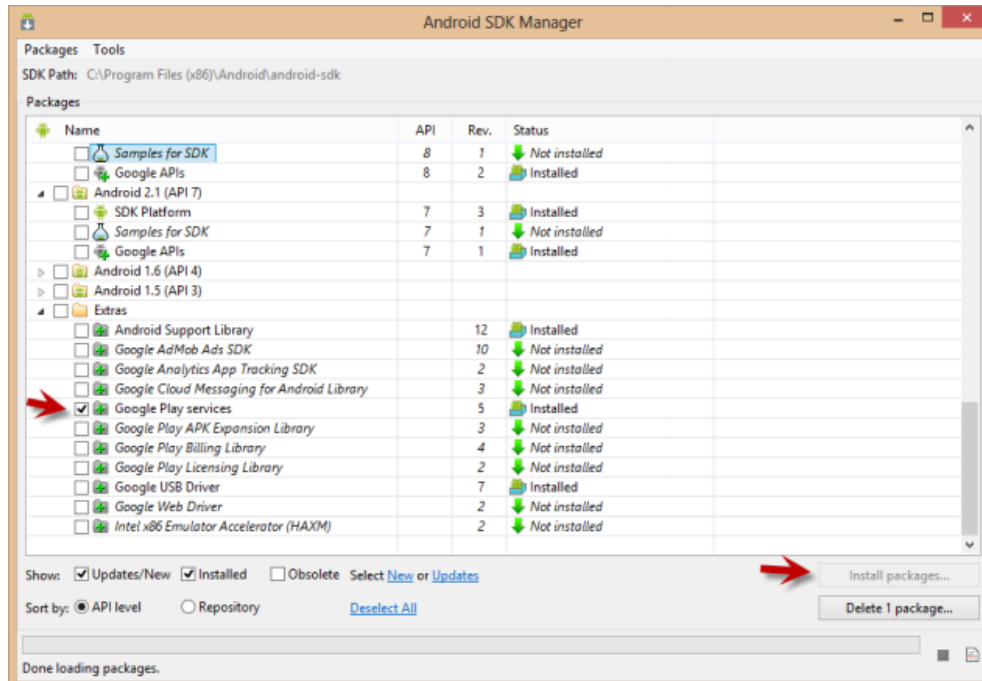 Android SDK Manager
Packages Tools
SDK Path: C:\Program Files (x86)\Android\android-sdk
Packages
Name API Rev. Status
Samples for SDK 8 1 Not installed
Google APIs 8 2 Installed
Android 2.1 (API 7)
SDK Platform 7 3 Installed
Samples for SDK 7 1 Not installed
Google APIs 7 1 Installed
Android 1.6 (API 4)
Android 1.5 (API 3)
Extras
Android Support Library 12 Installed
Google AdMob Ads SDK 10 Not installed
Google Analytics App Tracking SDK 2 Not installed
Google Cloud Messaging for Android Library 3 Not installed
Google Play services 5 Installed
Google Play APK Expansion Library 3 Not installed
Google Play Billing Library 4 Not installed
Google Play Licensing Library 2 Not installed
Google USB Driver 7 Installed
Google Web Driver 2 Not installed
Intel x86 Emulator Accelerator (HAXM) 2 Not installed
Show: Updates/New Installed Obsolete Select New or Updates Install packages...
Sort by: API level Repository Deselect All Delete 1 package...
Done loading packages.